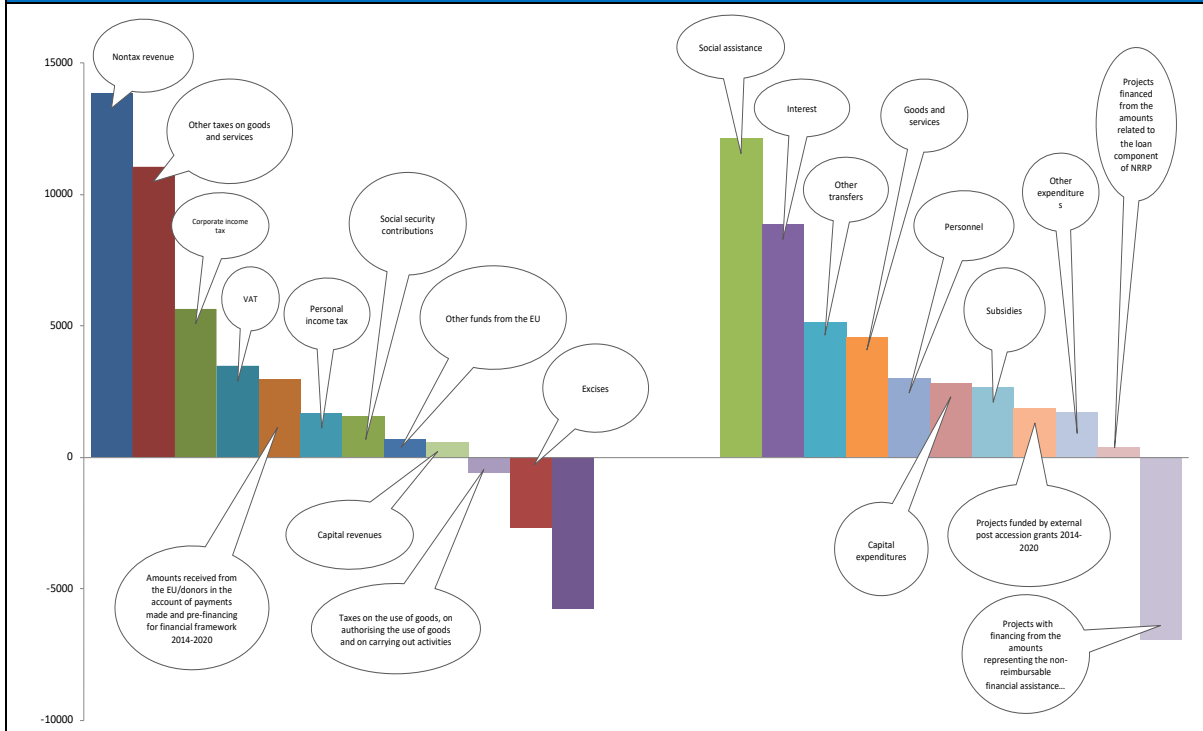 15000
10000
5000
0
-5000
-10000
Nontax revenue
Other taxes on goods
and services
Corporate income
tax
VAT
Personal
income tax
Social security
contributions
Other funds from the EU
Excises
Amounts received from
the EU/donors in the
account of payments
made and pre-financing
for financial framework
2014-2020
Capital revenues
Taxes on the use of goods, on
authorising the use of goods
and on carrying out activities
Social assistance
Interest
Other
transfers
Goods and
services
Personnel
Subsidies
Other
expenditure
s
Projects
financed
from the
amounts
related to
the loan
component
of NRRP
Capital
expenditures
Projects funded by external
post accession grants 2014-
2020
Projects with
financing from the
amounts
representing the non-
reimbursable
financial assistance...